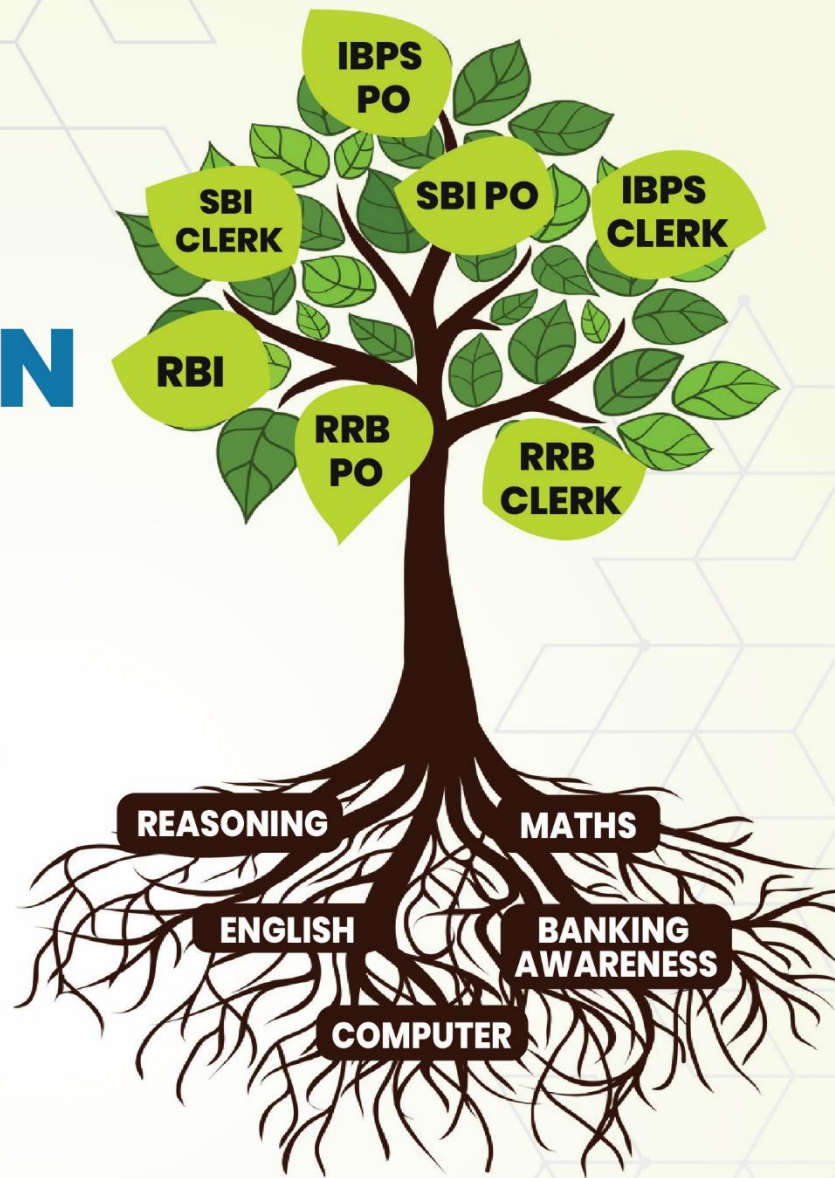 IBPS
PO
SBI PO
SBI
CLERK
IBPS
CLERK
N
RBI
RRB
PO
RRB
CLERK
REASONING
MATHS
ENGLISH
BANKING
AWARENESS
COMPUTER